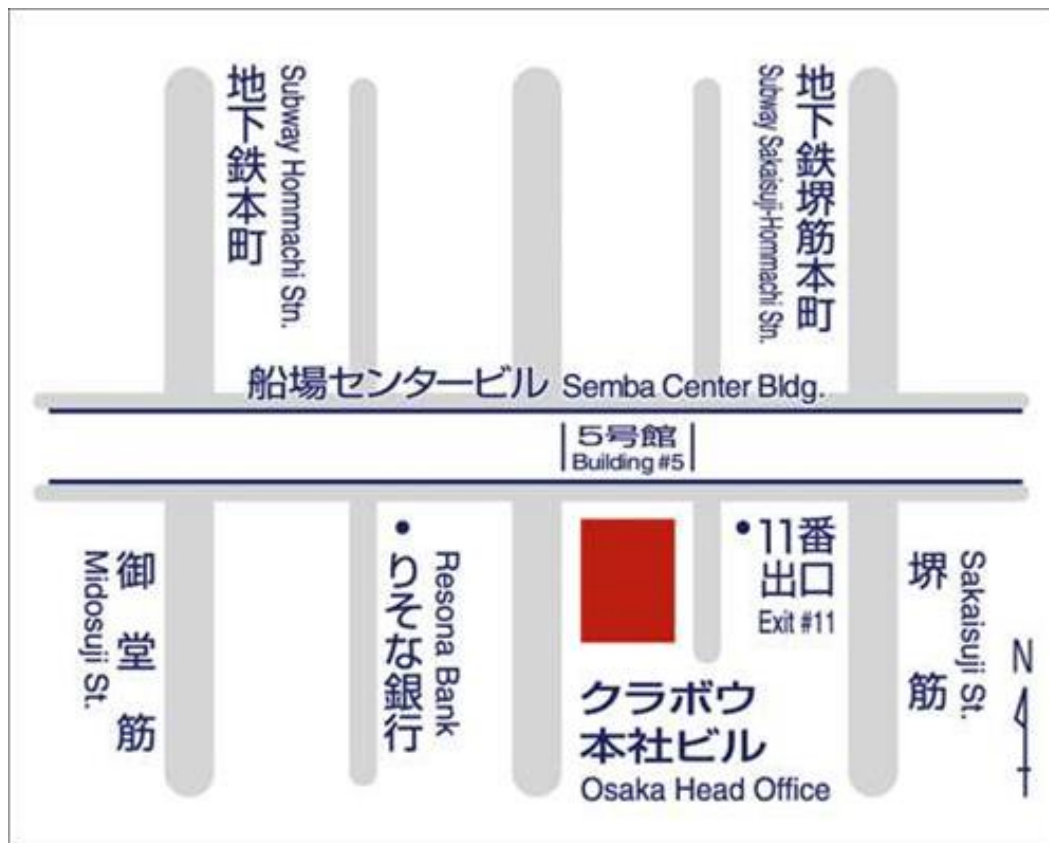 地下鉄本町
Subway Hommachi Stn.
地下鉄堺筋本町
Subway Sakaisuji-Hommachi Stn.
船場センタービル Semba Center Bldg.
5号館
Building #5
御堂筋
Midosuji St.
りそな銀行
Resona Bank
11番
出口
Exit #11
堺筋
Sakaisuji St.
N
クラボウ
本社ビル
Osaka Head Office